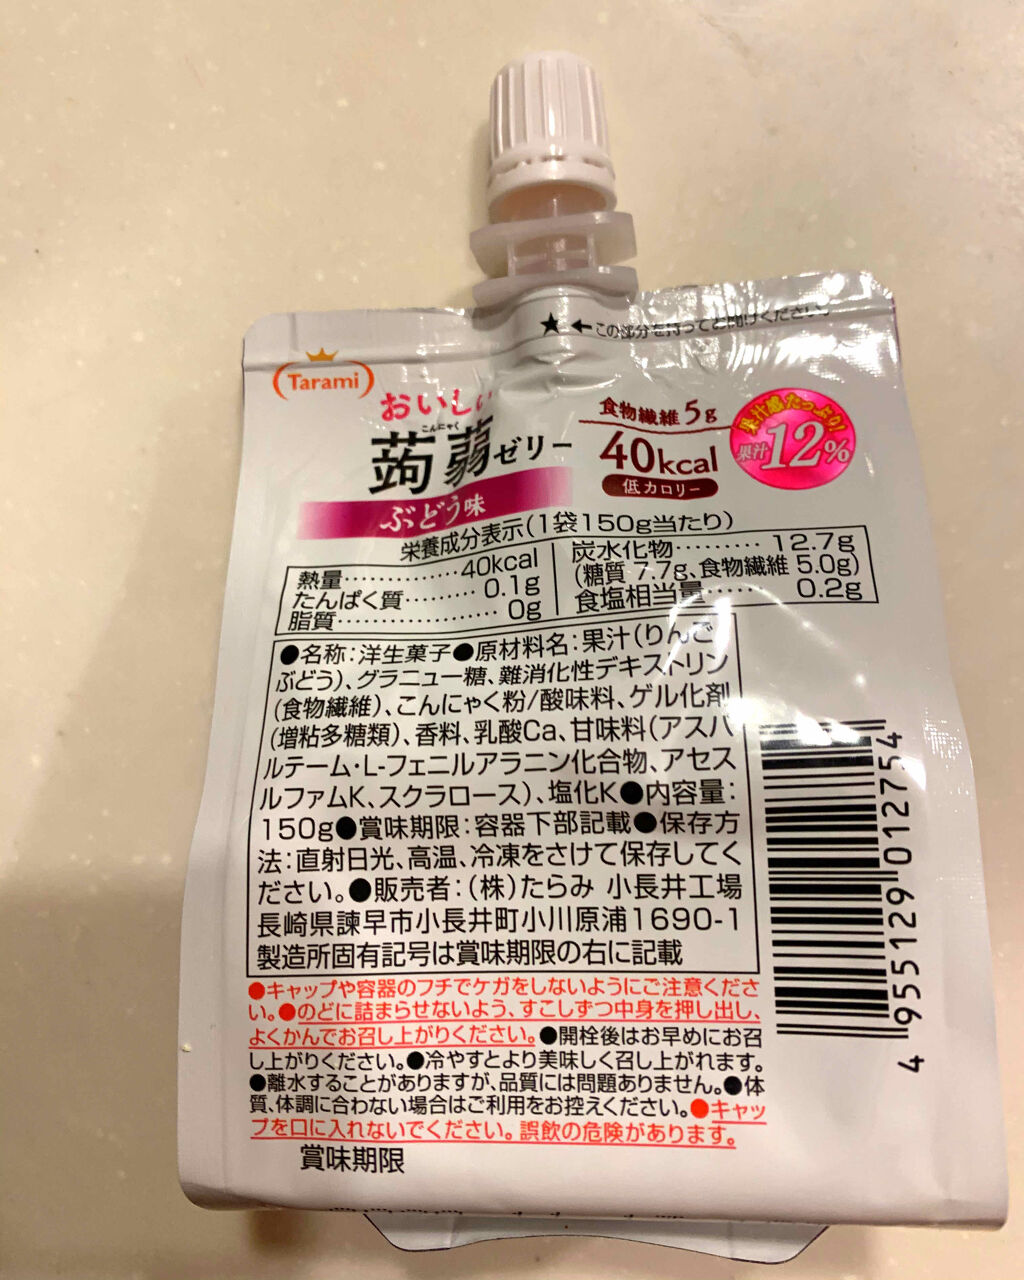 ★←この部分を持ってと開けください。
Tarami
おいしい
こんにゃく
蒟蒻ゼリー
ぶどう味
食物繊維5g
40kcal
低カロリー
果汁感たっぷり!
果汁12%
栄養成分表示(1袋150g当たり)
熱量……………40kcal
たんぱく質……… 0.1g
脂質………………… 0g
炭水化物……… 12.7g
(糖質 7.7g、食物繊維 5.0g)
食塩相当量…… 0.2g
●名称:洋生菓子●原材料名:果汁(りんご
ぶどう)、グラニュー糖、難消化性デキストリン
(食物繊維)、こんにゃく粉/酸味料、ゲル化剤
(増粘多糖類)、香料、乳酸Ca、甘味料(アスパ
ルテーム・L-フェニルアラニン化合物、アセス
ルファムK、スクラロース)、塩化K●内容量:
150g●賞味期限:容器下部記載●保存方
法:直射日光、高温、冷凍をさけて保存してく
ださい。●販売者:(株)たらみ 小長井工場
長崎県諫早市小長井町小川原浦1690-1
製造所固有記号は賞味期限の右に記載
●キャップや容器のフチでケガをしないようにご注意くださ
い。●のどに詰まらせないよう、すこしずつ中身を押し出し、
よくかんでお召し上がりください。●開栓後はお早めにお召
し上がりください。●冷やすとより美味しく召し上がれます。
●離水することがありますが、品質には問題ありません。●体
質、体調に合わない場合はご利用をお控えください。●キャッ
プを口に入れないでください。誤飲の危険があります。
賞味期限
4 955129 012754